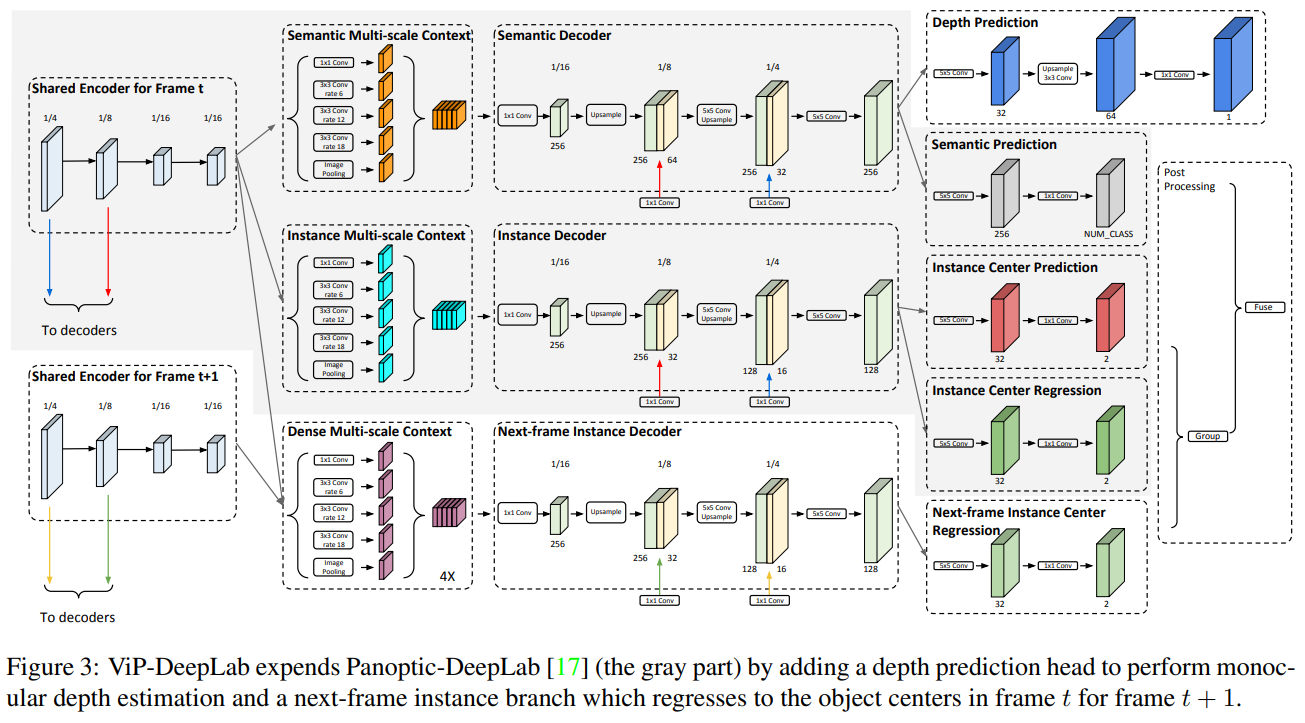 Shared Encoder for Frame t
1/4 1/8 1/16 1/16
To decoders
Shared Encoder for Frame t+1
1/4 1/8 1/16 1/16
To decoders
Semantic Multi-scale Context
1x1 Conv
3x3 Conv
rate 6
3x3 Conv
rate 12
3x3 Conv
rate 18
Image
Pooling
Semantic Decoder
1/16 1/8 1/4
1x1 Conv
Upsample
5x5 Conv
Upsample
5x5 Conv
256
256 64
256 32
256
1x1 Conv
1x1 Conv
Instance Multi-scale Context
1x1 Conv
3x3 Conv
rate 6
3x3 Conv
rate 12
3x3 Conv
rate 18
Image
Pooling
Instance Decoder
1/16 1/8 1/4
1x1 Conv
Upsample
5x5 Conv
Upsample
5x5 Conv
256
256 32
128 16
128
1x1 Conv
1x1 Conv
Dense Multi-scale Context
1x1 Conv
3x3 Conv
rate 6
3x3 Conv
rate 12
3x3 Conv
rate 18
Image
Pooling
4X
Next-frame Instance Decoder
1/16 1/8 1/4
1x1 Conv
Upsample
5x5 Conv
Upsample
5x5 Conv
256
256 32
128 16
128
1x1 Conv
1x1 Conv
Depth Prediction
5x5 Conv
Upsample
3x3 Conv
1x1 Conv
32
64
1
Semantic Prediction
5x5 Conv
1x1 Conv
256
NUM_CLASS
Instance Center Prediction
5x5 Conv
1x1 Conv
32
2
Instance Center Regression
5x5 Conv
1x1 Conv
32
2
Next-frame Instance Center
Regression
5x5 Conv
1x1 Conv
32
2
Post
Processing
Fuse
Group
Figure 3: ViP-DeepLab expends Panoptic-DeepLab [17] (the gray part) by adding a depth prediction head to perform monoc-
ular depth estimation and a next-frame instance branch which regresses to the object centers in frame t for frame t + 1.